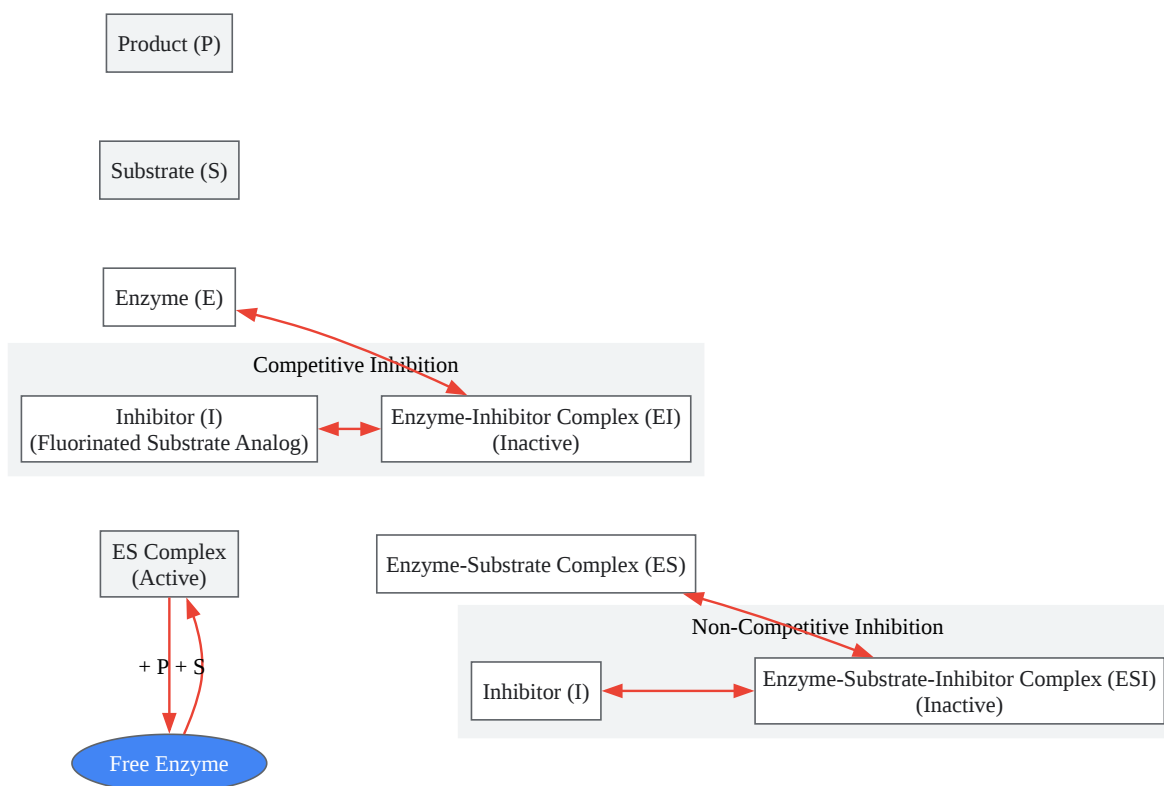 Product (P)
Substrate (S)
Enzyme (E)
Competitive Inhibition
Inhibitor (I)
(Fluorinated Substrate Analog)
Enzyme-Inhibitor Complex (EI)
(Inactive)
ES Complex
(Active)
Enzyme-Substrate Complex (ES)
Non-Competitive Inhibition
+ P
+ S
Inhibitor (I)
Enzyme-Substrate-Inhibitor Complex (ESI)
(Inactive)
Free Enzyme